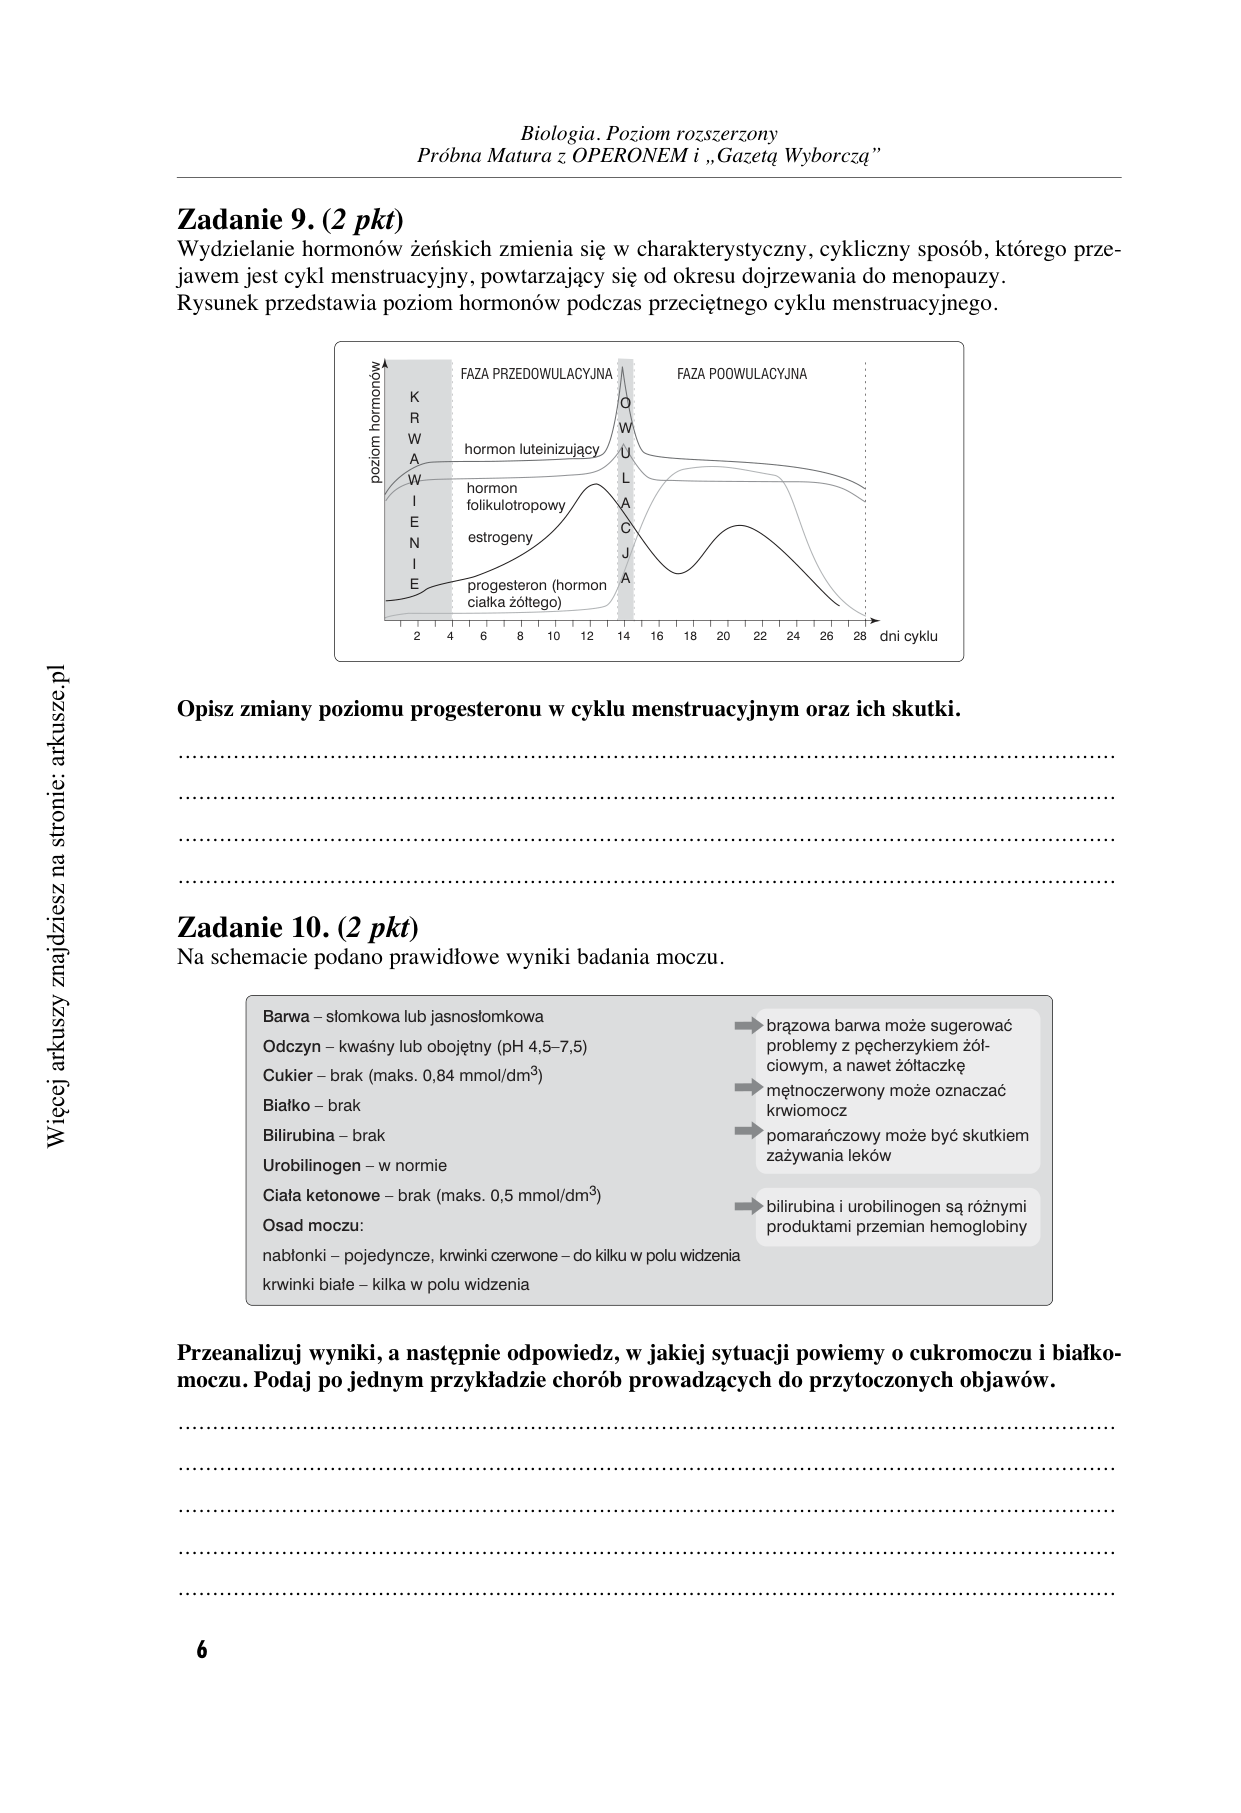 Biologia. Poziom rozszerzony
Próbna Matura z OPERONEM i „Gazetą Wyborczą”
Zadanie 9. (2 pkt)
Wydzielanie hormonów żeńskich zmienia się w charakterystyczny, cykliczny sposób, którego prze-
jawem jest cykl menstruacyjny, powtarzający się od okresu dojrzewania do menopauzy.
Rysunek przedstawia poziom hormonów podczas przeciętnego cyklu menstruacyjnego.
poziom hormonów
KRWAWIENIE
FAZA PRZEDOWULACYJNA
OWULACJA
FAZA POOWULACYJNA
hormon luteinizujący
hormon
folikulotropowy
estrogeny
progesteron (hormon
ciałka żółtego)
2 4 6 8 10 12 14 16 18 20 22 24 26 28 dni cyklu
Opisz zmiany poziomu progesteronu w cyklu menstruacyjnym oraz ich skutki.
Zadanie 10. (2 pkt)
Na schemacie podano prawidłowe wyniki badania moczu.
Barwa – słomkowa lub jasnosłomkowa
Odczyn – kwaśny lub obojętny (pH 4,5–7,5)
Cukier – brak (maks. 0,84 mmol/dm³)
Białko – brak
Bilirubina – brak
Urobilinogen – w normie
Ciała ketonowe – brak (maks. 0,5 mmol/dm³)
Osad moczu:
nabłonki – pojedyncze, krwinki czerwone – do kilku w polu widzenia
krwinki białe – kilka w polu widzenia
brązowa barwa może sugerować
problemy z pęcherzykiem żół-
ciowym, a nawet żółtaczkę
mętnoczerwony może oznaczać
krwiomocz
pomarańczowy może być skutkiem
zażywania leków
bilirubina i urobilinogen są różnymi
produktami przemian hemoglobiny
Przeanalizuj wyniki, a następnie odpowiedz, w jakiej sytuacji powiemy o cukromoczu i białko-
moczu. Podaj po jednym przykładzie chorób prowadzących do przytoczonych objawów.
6
Więcej arkuszy znajdziesz na stronie: arkusze.pl